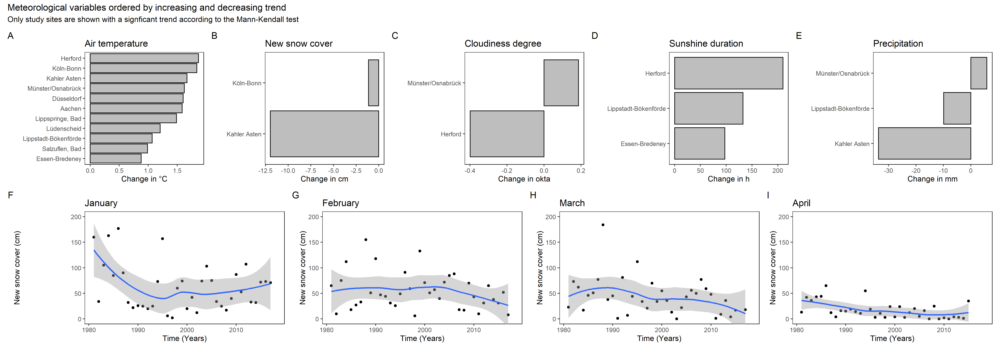 Meteorological variables ordered by increasing and decreasing trend
Only study sites are shown with a signficant trend according to the Mann-Kendall test
A
Air temperature
Herford
Köln-Bonn
Kahler Asten
Münster/Osnabrück
Düsseldorf
Aachen
Lippspringe, Bad
Lüdenscheid
Lippstadt-Bökenförde
Salzuflen, Bad
Essen-Bredeney
0.0 0.5 1.0 1.5
Change in °C
B
New snow cover
Köln-Bonn
Kahler Asten
-12.5 -10.0 -7.5 -5.0 -2.5 0.0
Change in cm
C
Cloudiness degree
Münster/Osnabrück
Herford
-0.4 -0.2 0.0 0.2
Change in okta
D
Sunshine duration
Herford
Lippstadt-Bökenförde
Essen-Bredeney
0 50 100 150 200
Change in h
E
Precipitation
Münster/Osnabrück
Lippstadt-Bökenförde
Kahler Asten
-30 -20 -10 0
Change in mm
F
January
New snow cover (cm)
200
150
100
50
0
1980 1990 2000 2010
Time (Years)
G
February
New snow cover (cm)
200
150
100
50
0
1980 1990 2000 2010
Time (Years)
H
March
New snow cover (cm)
200
150
100
50
0
1980 1990 2000 2010
Time (Years)
I
April
New snow cover (cm)
200
150
100
50
0
1980 1990 2000 2010
Time (Years)